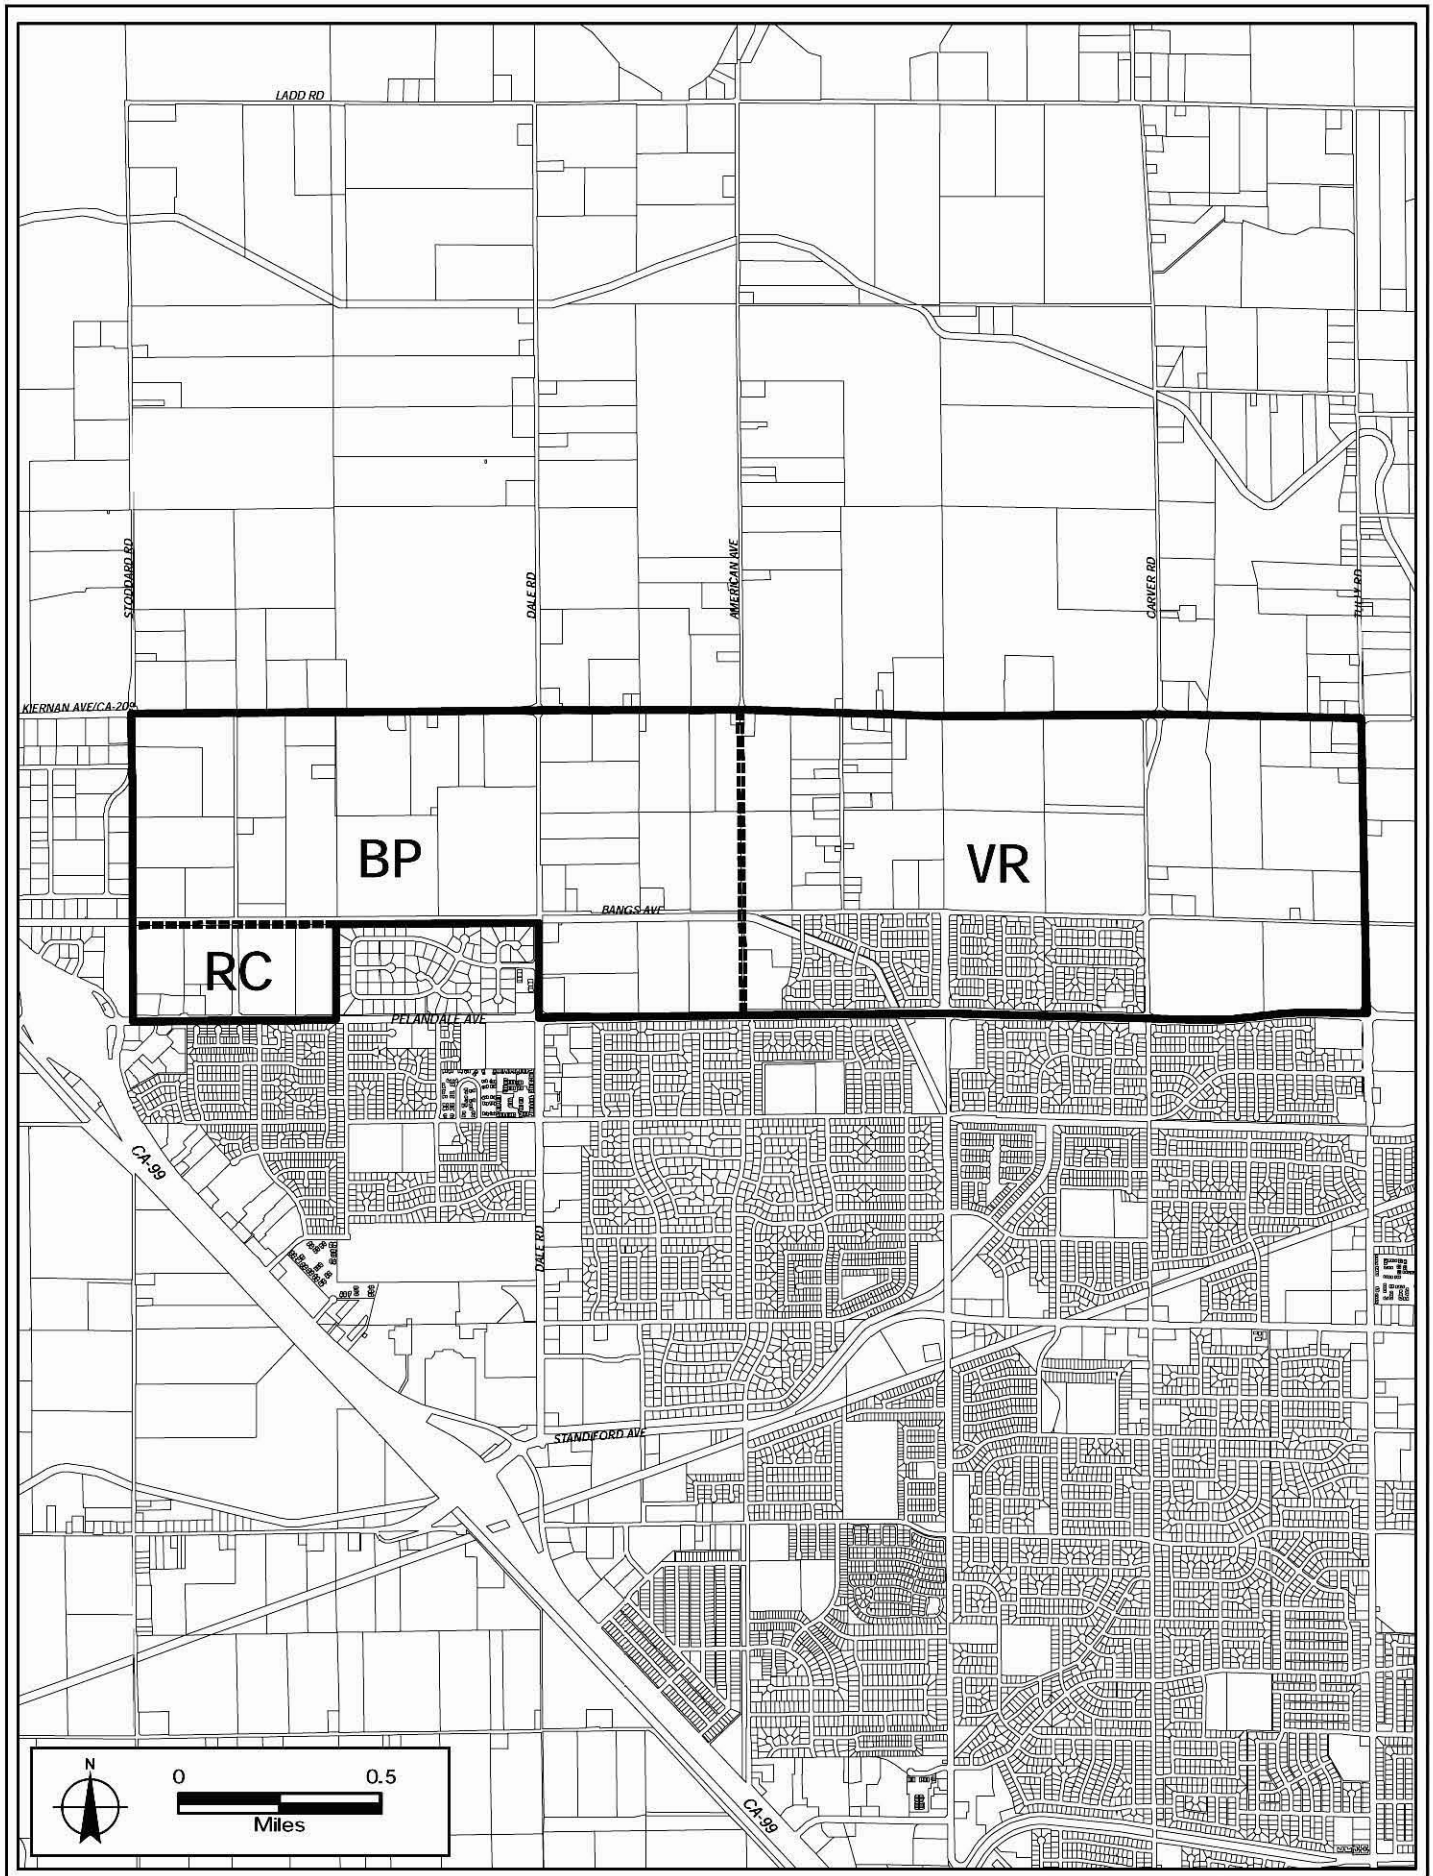 LADD RD
STODDARD RD
DALE RD
AMERICAN AVE
CARVER RD
TULLY RD
KIERNAN AVE/CA-209
BP
VR
BANGS AVE
RC
PELANDALE AVE
CA-99
DALE RD
STANDIFORD AVE
N
0 0.5
Miles
CA-99